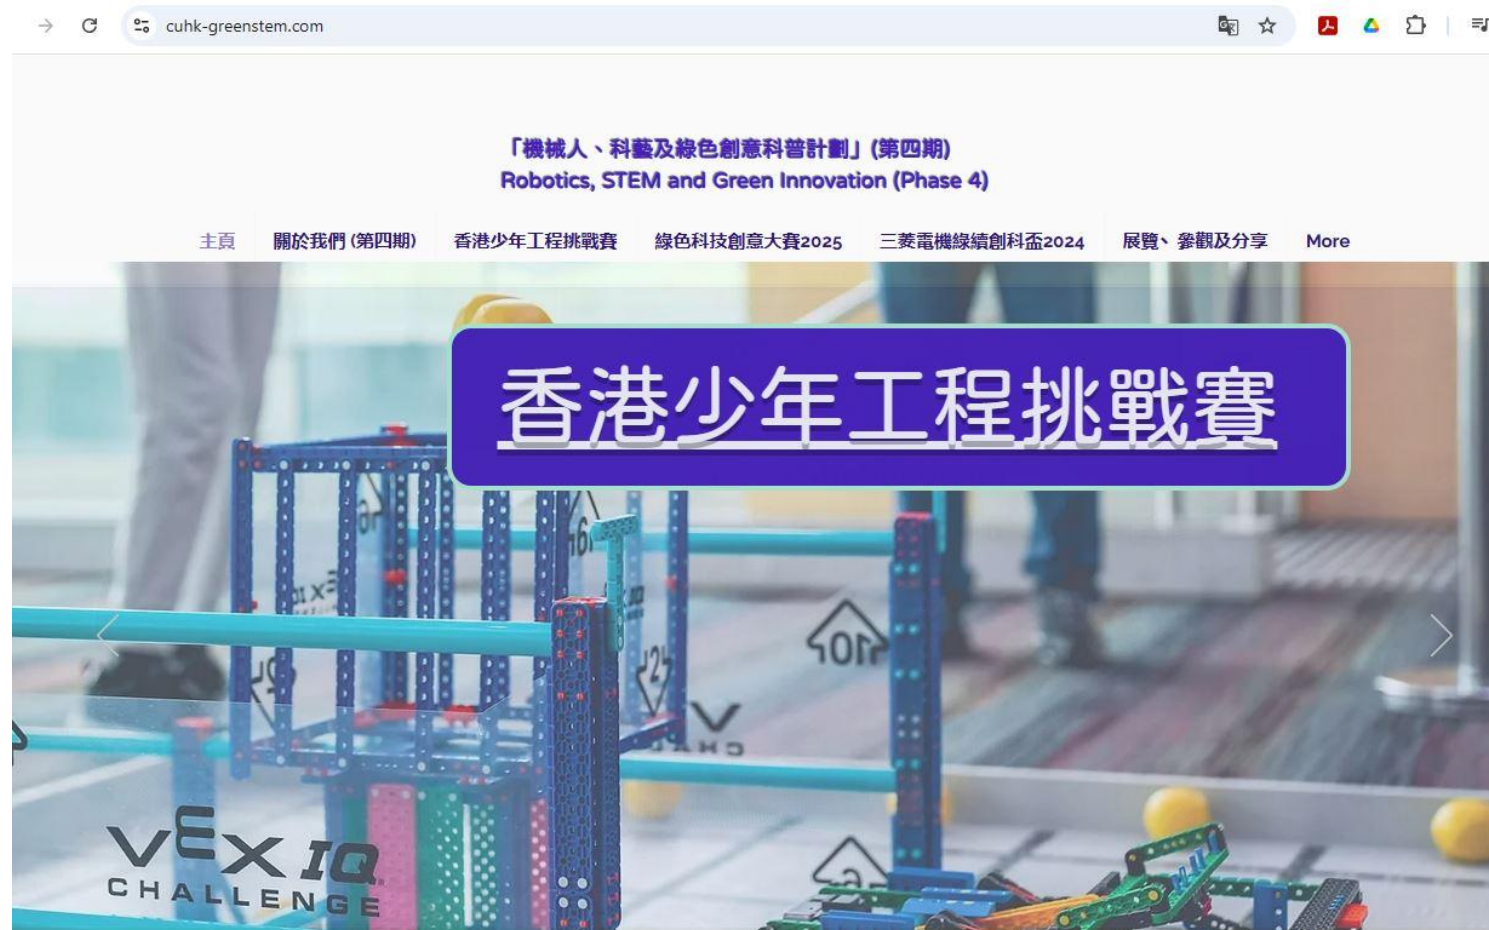 cuhk-greenstem.com
「機械人、科藝及綠色創意科普計劃」(第四期)
Robotics, STEM and Green Innovation (Phase 4)
主頁 關於我們 (第四期) 香港少年工程挑戰賽 綠色科技創意大賽2025 三菱電機綠續創科盃2024 展覽、參觀及分享 More
香港少年工程挑戰賽
VEX IQ
CHALLENGE